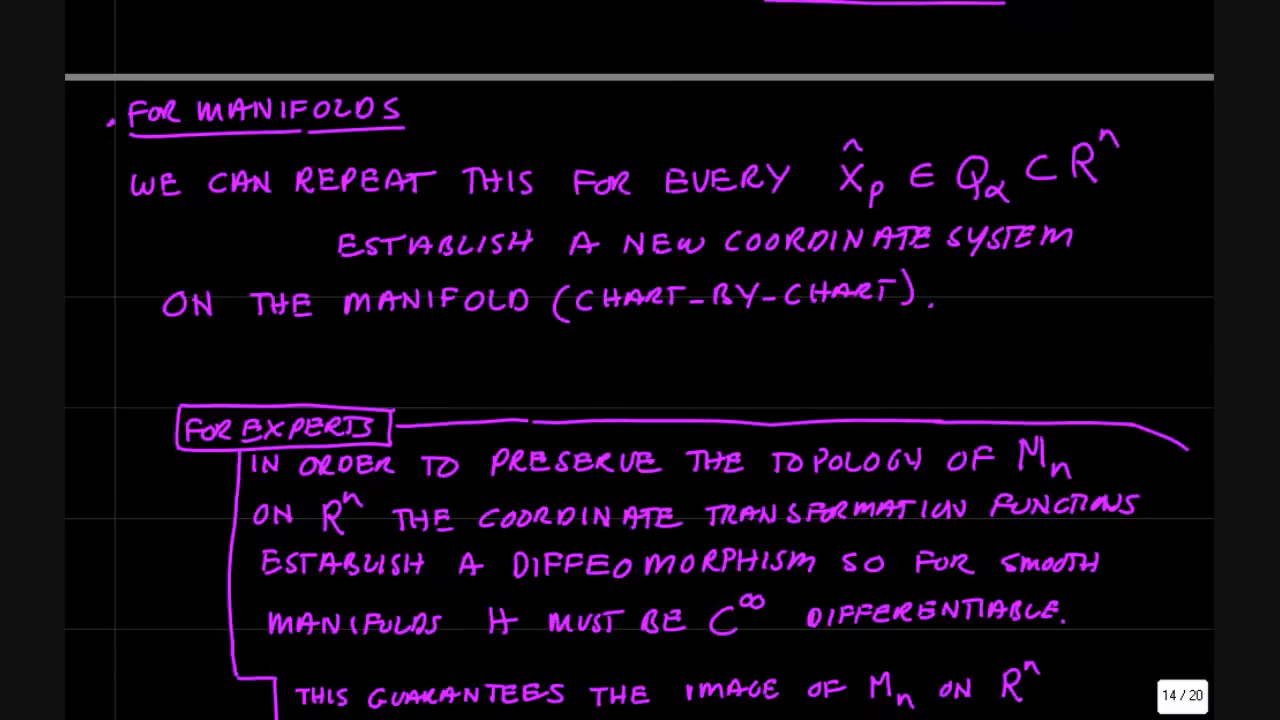 . FOR MANIFOLDS
WE CAN REPEAT THIS FOR EVERY x̂ₚ ∈ Q_α ⊂ Rⁿ
ESTABLISH A NEW COORDINATE SYSTEM
ON THE MANIFOLD (CHART-BY-CHART).
FOR EXPERTS
IN ORDER TO PRESERVE THE TOPOLOGY OF Mₙ
ON Rⁿ THE COORDINATE TRANSFORMATION FUNCTIONS
ESTABLISH A DIFFEOMORPHISM SO FOR SMOOTH
MANIFOLDS IT MUST BE C^∞ DIFFERENTIABLE.
THIS GUARANTEES THE IMAGE OF Mₙ ON Rⁿ
14 / 20